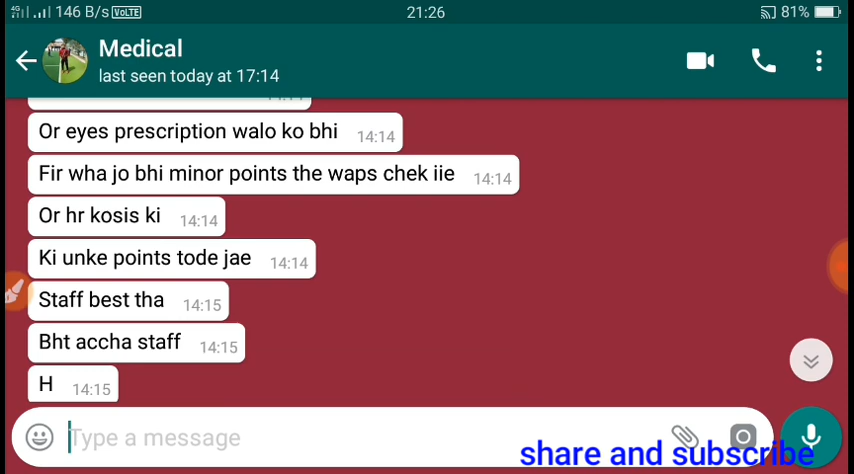 4G 146 B/s VoLTE 21:26 81%
Medical
last seen today at 17:14
Or eyes prescription walo ko bhi 14:14
Fir wha jo bhi minor points the waps chek iie 14:14
Or hr kosis ki 14:14
Ki unke points tode jae 14:14
Staff best tha 14:15
Bht accha staff 14:15
H 14:15
Type a message
share and subscribe